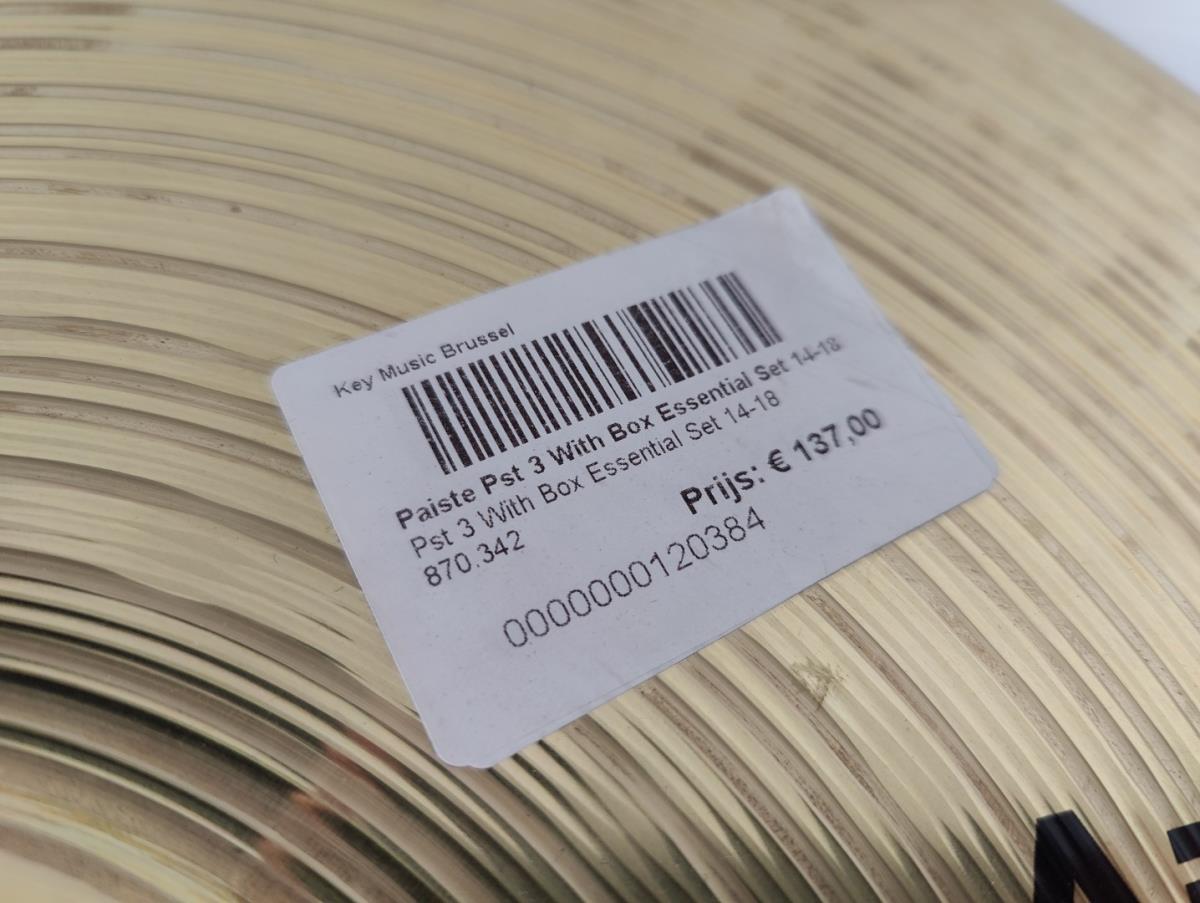 Key Music Brussel
Paiste Pst 3 With Box Essential Set 14-18
Pst 3 With Box Essential Set 14-18
870.342
Prijs: € 137,00
0000000120384